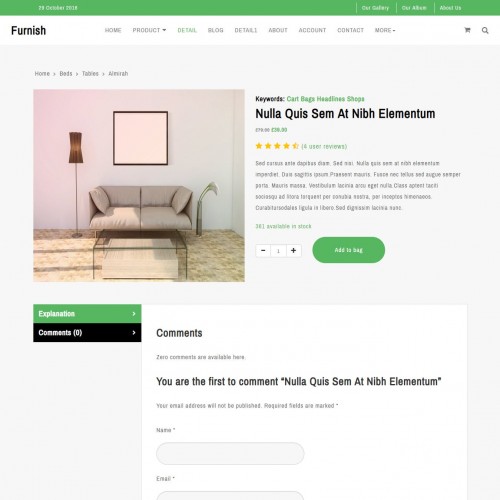 28 October 2018
Our Gallery
Our Album
About Us
Furnish
HOME PRODUCT DETAIL BLOG DETAIL1 ABOUT ACCOUNT CONTACT MORE
Home > Beds > Tables > Almirah
Keywords: Cart Bags Headlines Shops
Nulla Quis Sem At Nibh Elementum
£59.00
(4 user reviews)
Sed cursus ante dapibus diam. Sed nisi. Nulla quis sem at nibh elementum
imperdiet. Duis sagittis ipsum.Praesent mauris. Fusce nec tellus sed augue semper
porta. Mauris massa. Vestibulum lacinia arcu eget nulla.Class aptent taciti
sociosqu ad litora torquent per conubia nostra, per inceptos himenaeos.
Curabitursodales ligula in libero.Sed dignissim lacinia nunc.
361 available in stock
- 1 +
Add to bag
Explanation >
Comments (0) >
Comments
Zero comments are available here.
You are the first to comment “Nulla Quis Sem At Nibh Elementum”
Your email address will not be published. Required fields are marked *
Name *
Email *